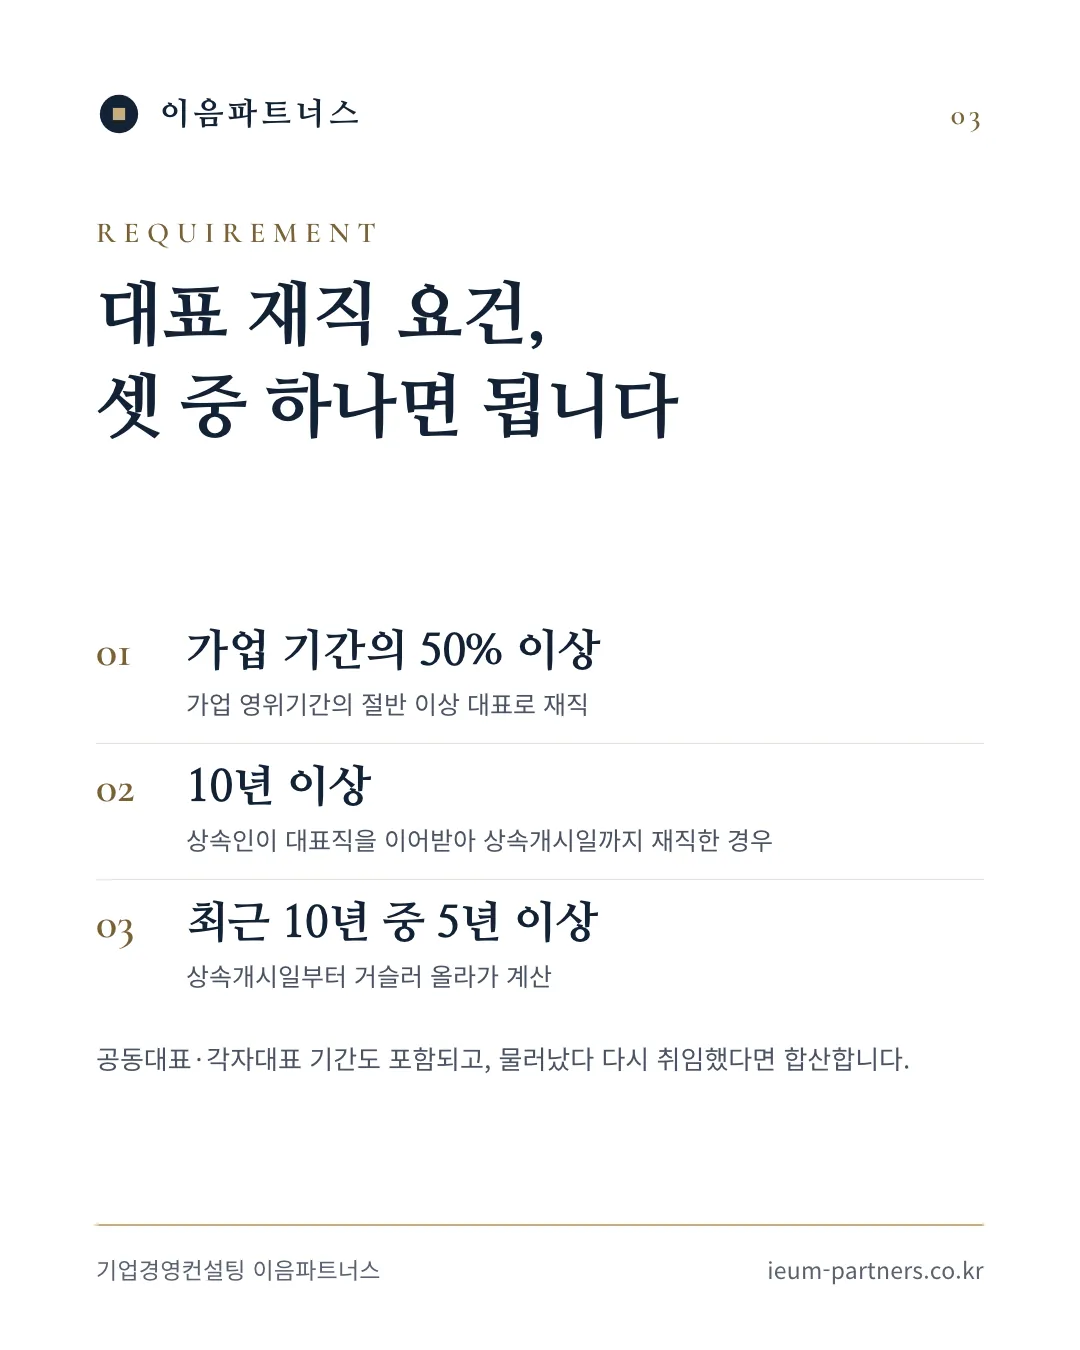 이음파트너스
03
REQUIREMENT
대표 재직 요건,
셋 중 하나면 됩니다
01 가업 기간의 50% 이상
가업 영위기간의 절반 이상 대표로 재직
02 10년 이상
상속인이 대표직을 이어받아 상속개시일까지 재직한 경우
03 최근 10년 중 5년 이상
상속개시일부터 거슬러 올라가 계산
공동대표·각자대표 기간도 포함되고, 물러났다 다시 취임했다면 합산합니다.
기업경영컨설팅 이음파트너스
ieum-partners.co.kr